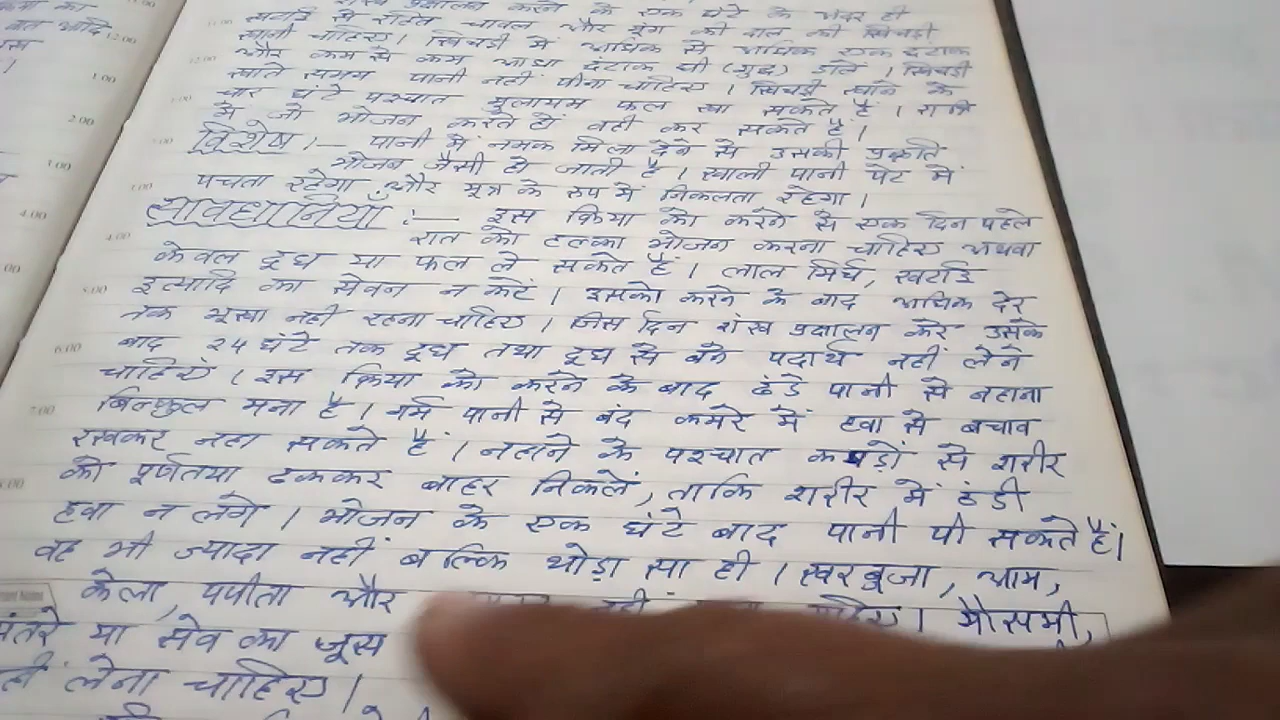 शंख प्रक्षालन करने के एक घंटे के अंदर ही
खटाई से रहित चावल और मूंग की दाल की खिचड़ी
खानी चाहिए। खिचड़ी में अधिक से अधिक एक छटाक
और कम से कम आधा छटाक घी (शुद्ध) डालें। खिचड़ी
खाते समय पानी नहीं पीना चाहिए। खिचड़ी खाने के
चार घंटे पश्चात मुलायम फल खा सकते हैं। रात्रि
में जो भोजन करते हों वही कर सकते हैं।
विशेष :— पानी में नमक मिला देने से उसकी प्रकृति
भोजन जैसी हो जाती है। खाली पानी पेट में
पचता रहेगा और मूत्र के रूप में निकलता रहेगा।
सावधानियाँ :— इस क्रिया को करने से एक दिन पहले
रात को हल्का भोजन करना चाहिए अथवा
केवल दूध या फल ले सकते हैं। लाल मिर्च, खटाई
इत्यादि का सेवन न करें। इसको करने के बाद अधिक देर
तक भूखा नहीं रहना चाहिए। जिस दिन शंख प्रक्षालन करें उसके
बाद 24 घंटे तक दूध तथा दूध से बने पदार्थ नहीं लेने
चाहिएं। इस क्रिया को करने के बाद ठंडे पानी से नहाना
बिल्कुल मना है। गर्म पानी से बंद कमरे में हवा से बचाव
रखकर नहा सकते हैं। नहाने के पश्चात कपड़ों से शरीर
को पूर्णतया ढककर बाहर निकलें, ताकि शरीर में ठंडी
हवा न लगे। भोजन के एक घंटे बाद पानी पी सकते हैं।
वह भी ज्यादा नहीं बल्कि थोड़ा सा ही। खरबूजा, आम,
केला, पपीता और चाहिए। मौसमी,
संतरे या सेव का जूस
लेना चाहिए।